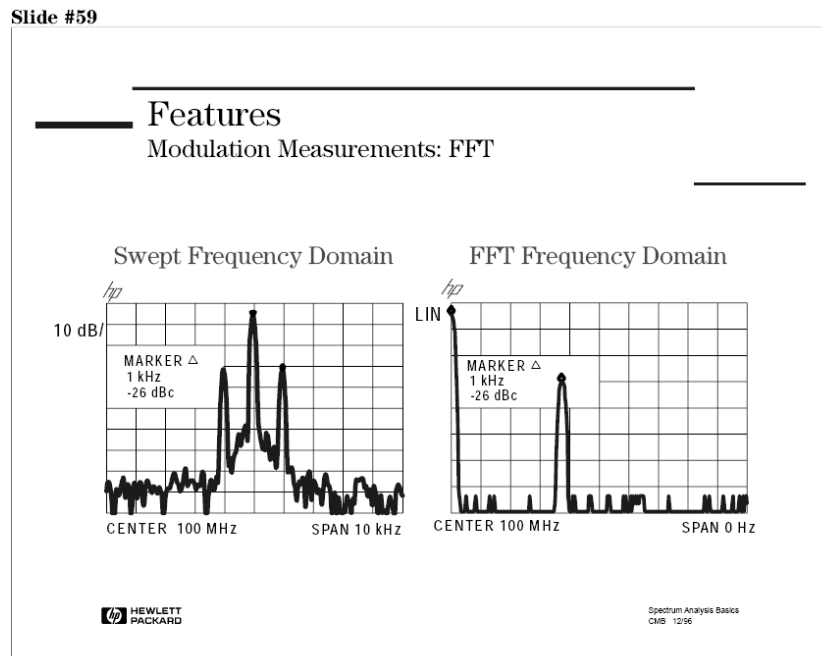 Slide #59
Features
Modulation Measurements: FFT
Swept Frequency Domain
FFT Frequency Domain
hp
10 dB/
MARKER △
1 kHz
-26 dBc
CENTER 100 MHz
SPAN 10 kHz
hp
LIN
MARKER △
1 kHz
-26 dBc
CENTER 100 MHz
SPAN 0 Hz
hp HEWLETT
PACKARD
Spectrum Analysis Basics
CMB 12/96